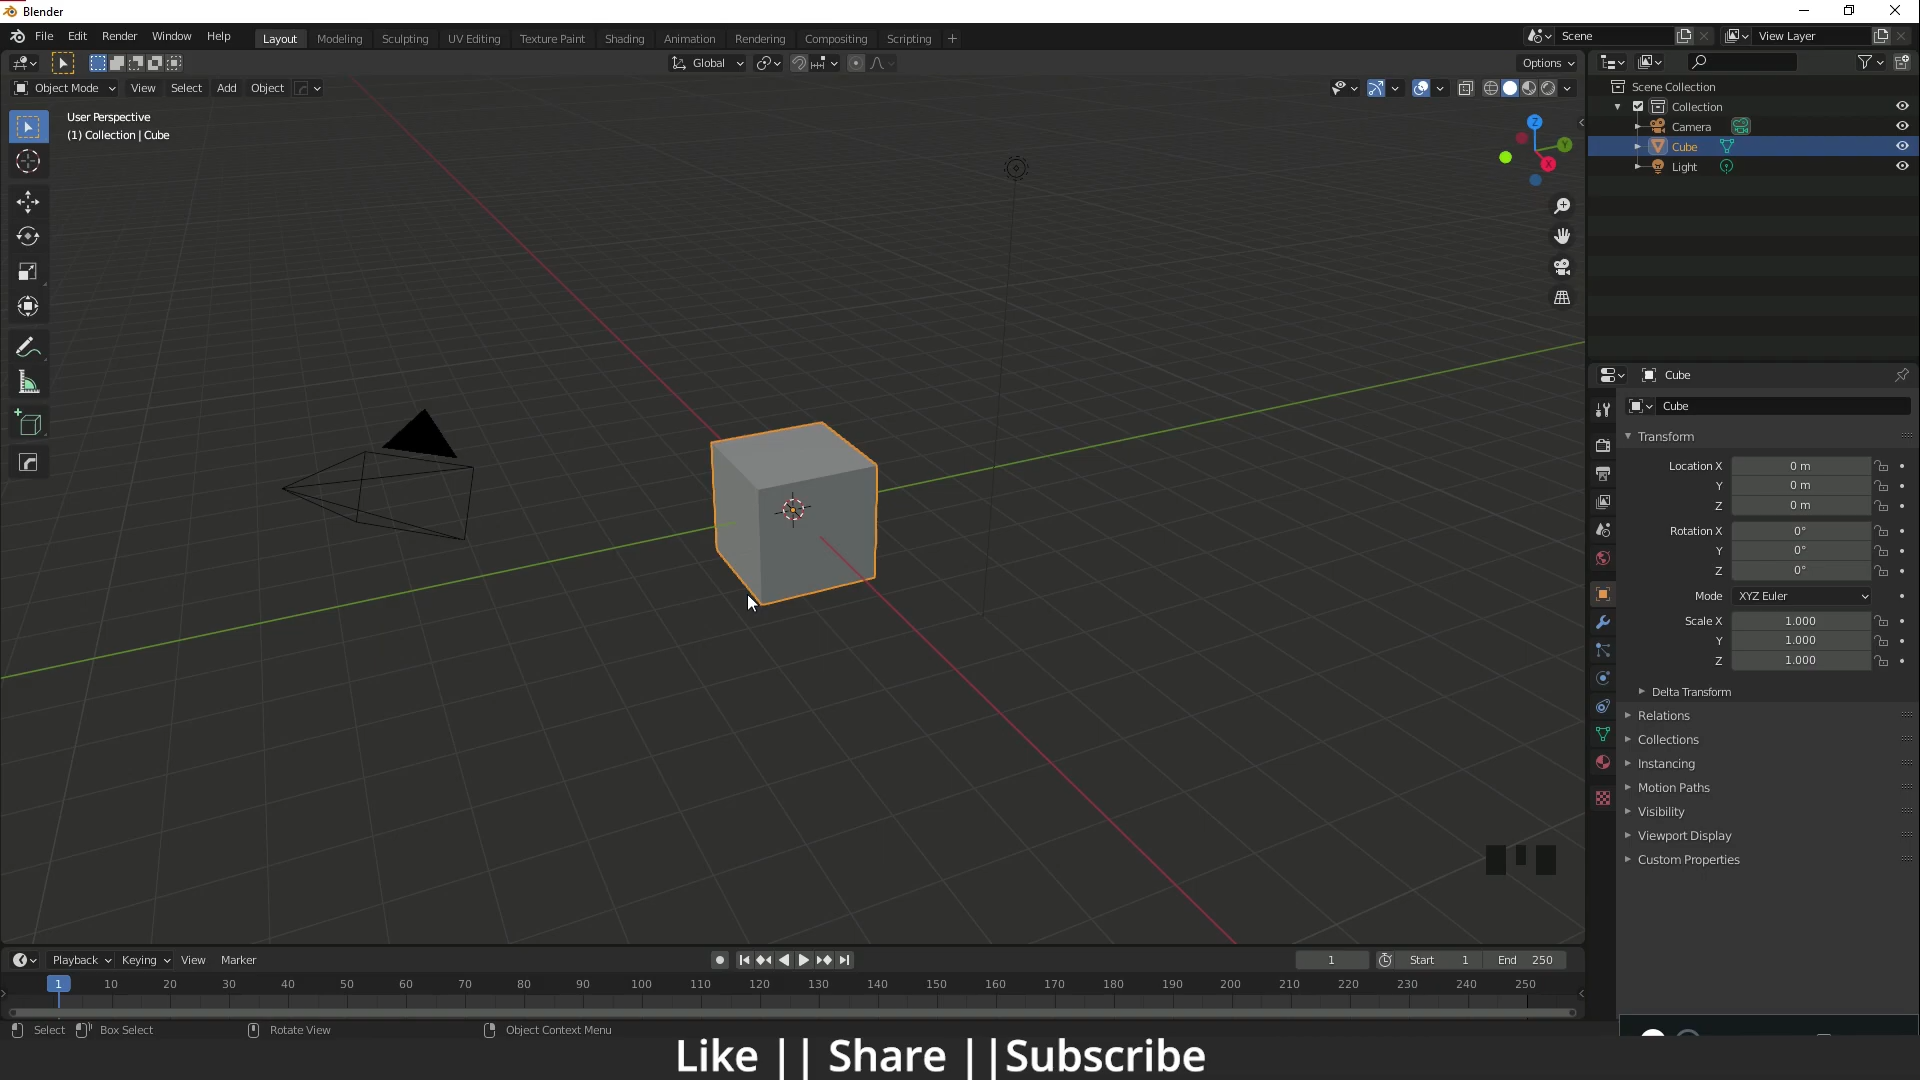 Blender
File Edit Render Window Help Layout Modeling Sculpting UV Editing Texture Paint Shading Animation Rendering Compositing Scripting + Scene View Layer
Global Options
Object Mode View Select Add Object
User Perspective
(1) Collection | Cube
Z
Y
X
Scene Collection
Collection
Camera
Cube
Light
Cube
Cube
Transform
Location X 0 m
Y 0 m
Z 0 m
Rotation X 0°
Y 0°
Z 0°
Mode XYZ Euler
Scale X 1.000
Y 1.000
Z 1.000
Delta Transform
Relations
Collections
Instancing
Motion Paths
Visibility
Viewport Display
Custom Properties
Playback Keying View Marker 1 Start 1 End 250
1 10 20 30 40 50 60 70 80 90 100 110 120 130 140 150 160 170 180 190 200 210 220 230 240 250
Select Box Select Rotate View Object Context Menu
Like || Share ||Subscribe